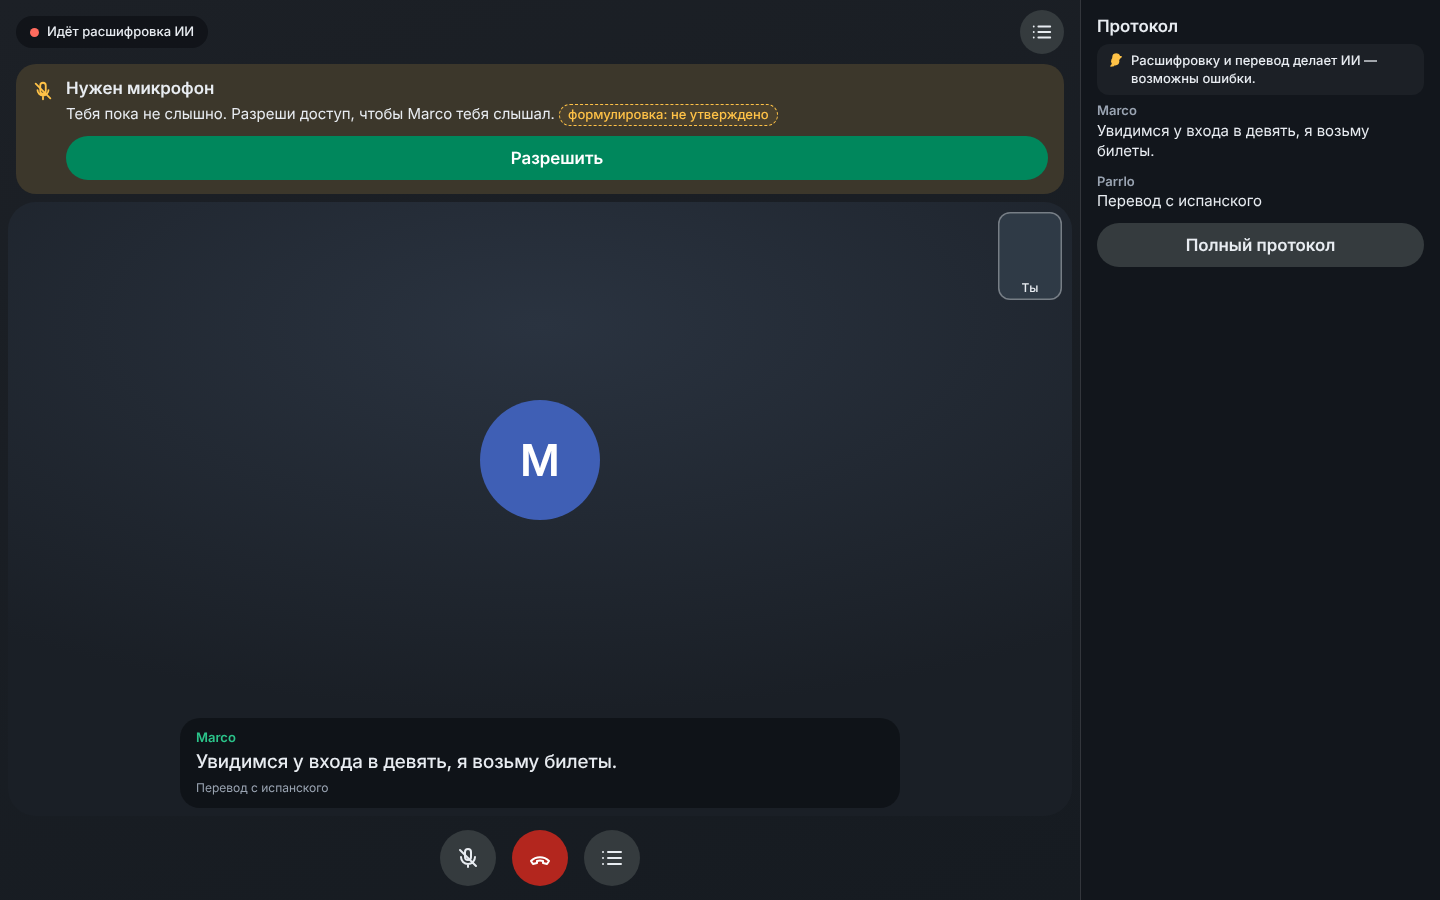 Идёт расшифровка ИИ
Нужен микрофон
Тебя пока не слышно. Разреши доступ, чтобы Marco тебя слышал. формулировка: не утверждено
Разрешить
Ты
M
Marco
Увидимся у входа в девять, я возьму билеты.
Перевод с испанского
Протокол
Расшифровку и перевод делает ИИ —
возможны ошибки.
Marco
Увидимся у входа в девять, я возьму
билеты.
Parrlo
Перевод с испанского
Полный протокол